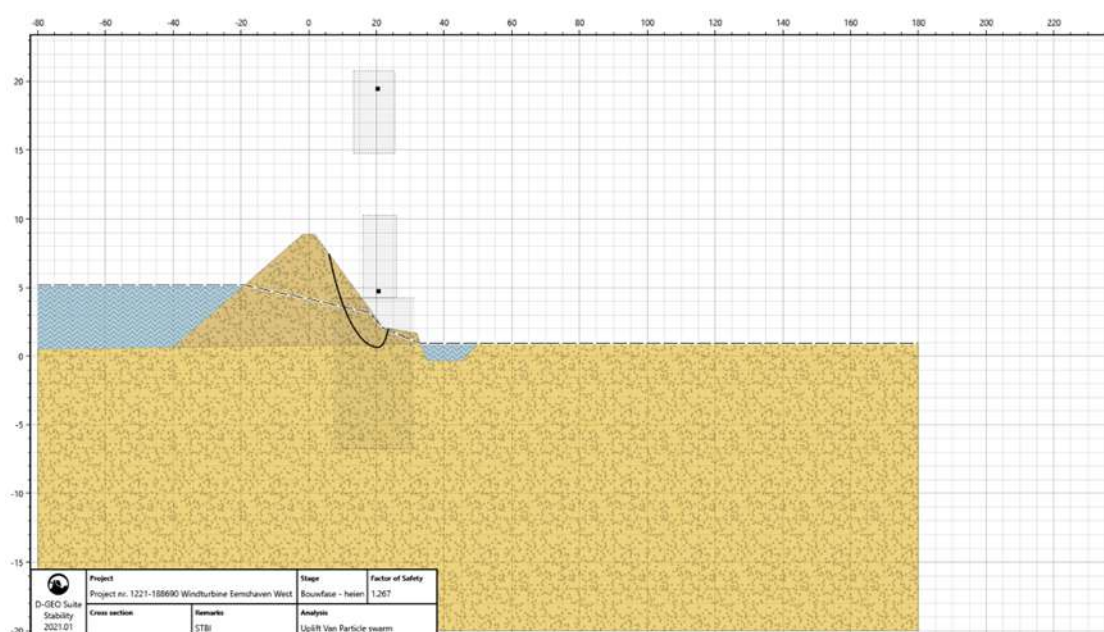 -80 -60 -40 -20 0 20 40 60 80 100 120 140 160 180 200 220
20
15
10
5
0
-5
-10
-15
-20
D-GEO Suite
Stability
2021.01
Project
Project nr. 1221-188690 Windturbine Eemshaven West
Stage
Bouwfase - heien
Factor of Safety
1.267
Cross section
Remarks
STBI
Analysis
Uplift Van Particle swarm